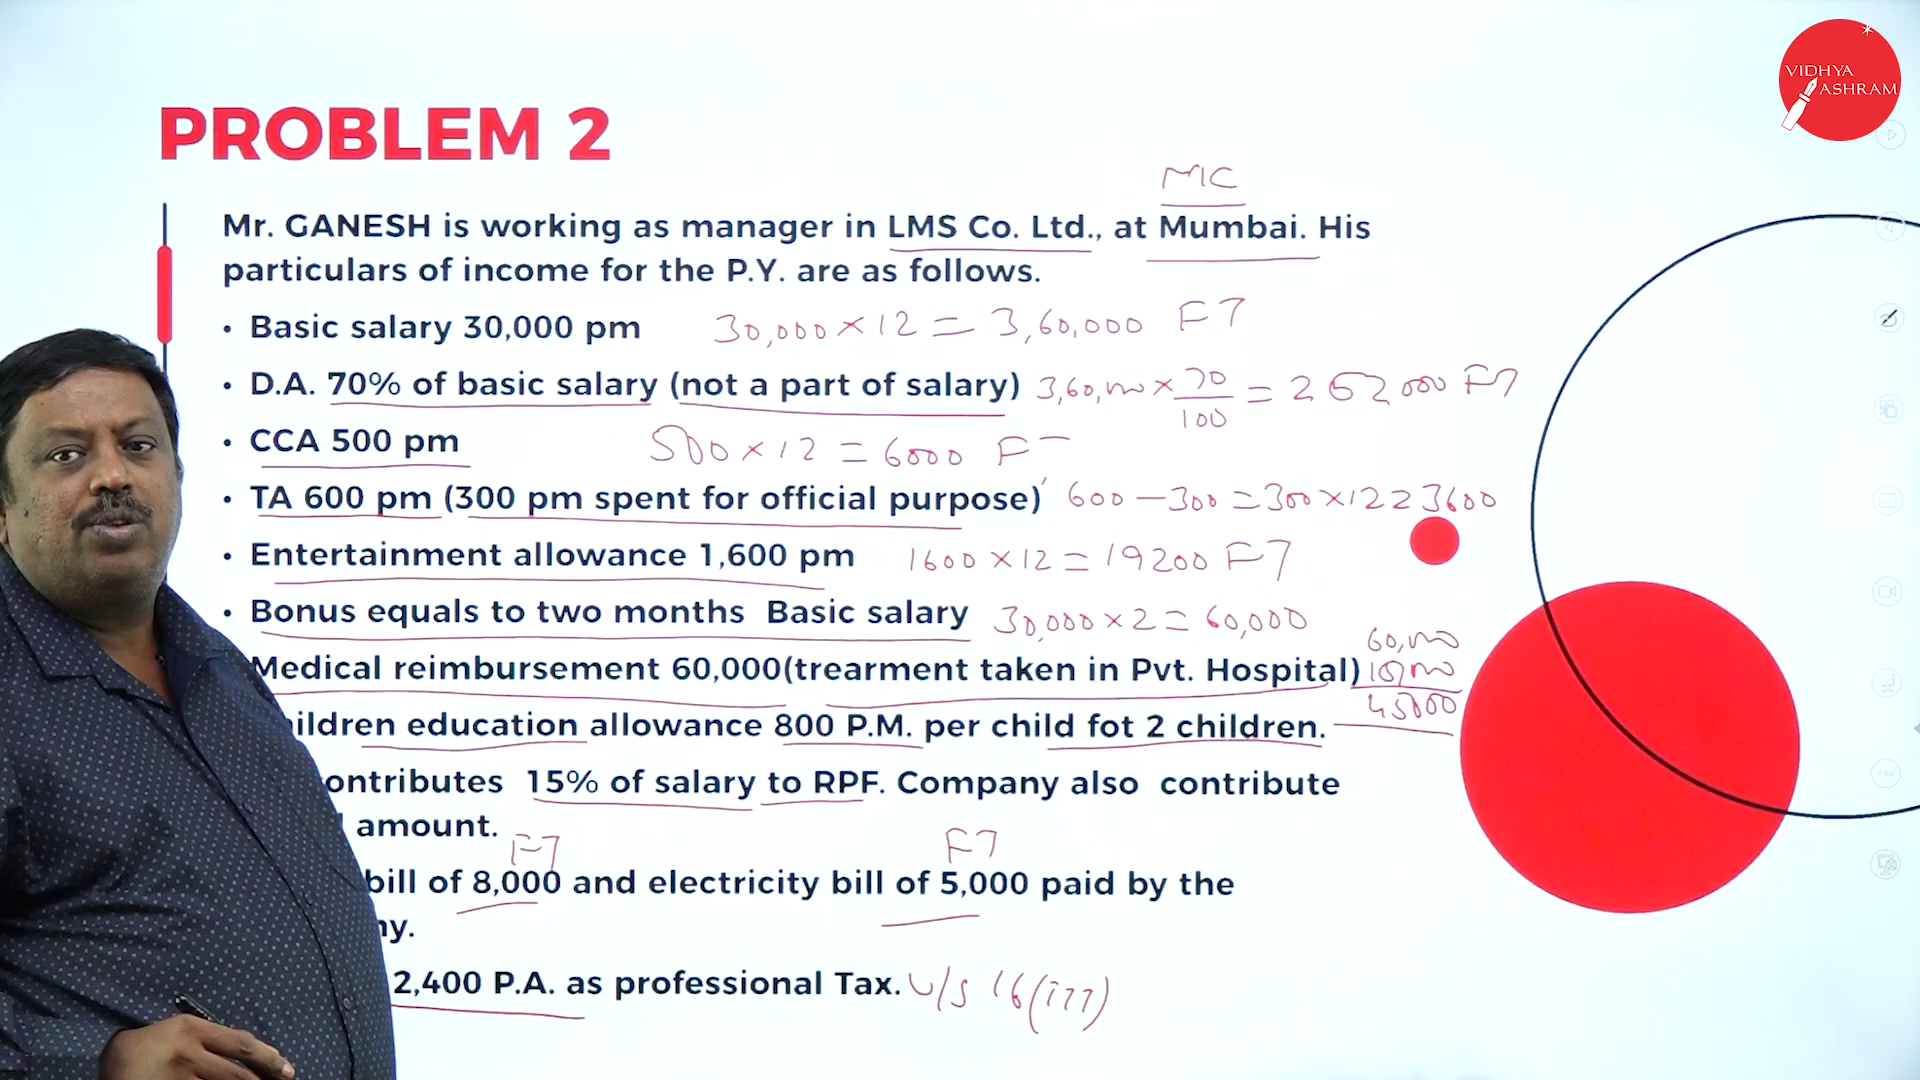 VIDHYA
ASHRAM
PROBLEM 2
MC
Mr. GANESH is working as manager in LMS Co. Ltd., at Mumbai. His
particulars of income for the P.Y. are as follows.
• Basic salary 30,000 pm 30,000 × 12 = 3,60,000 FT
• D.A. 70% of basic salary (not a part of salary) 3,60,000 × 70/100 = 252000 FT
• CCA 500 pm 500 × 12 = 6000 F
• TA 600 pm (300 pm spent for official purpose) 600 - 300 = 300 × 12 = 3600
• Entertainment allowance 1,600 pm 1600 × 12 = 19200 FT
• Bonus equals to two months Basic salary 30,000 × 2 = 60,000
60,000
Medical reimbursement 60,000(trearment taken in Pvt. Hospital) 15,000
45000
ildren education allowance 800 P.M. per child fot 2 children.
ontributes 15% of salary to RPF. Company also contribute
amount.
FT FT
bill of 8,000 and electricity bill of 5,000 paid by the
ny.
2,400 P.A. as professional Tax. U/S 16(iii)